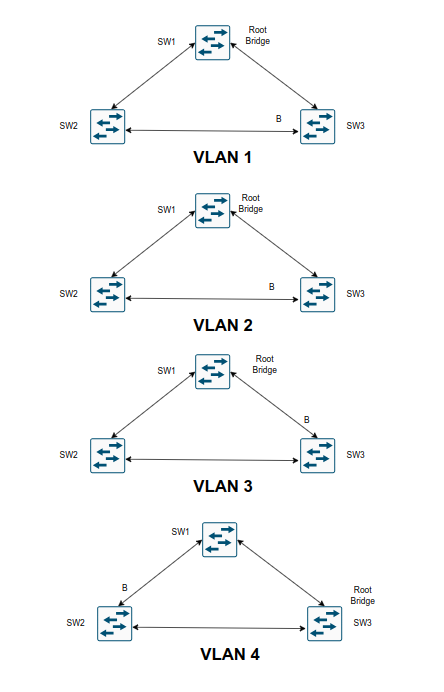 Root
Bridge
SW1
SW2
B
SW3
VLAN 1
Root
Bridge
SW1
SW2
B
SW3
VLAN 2
Root
Bridge
SW1
B
SW2
SW3
VLAN 3
SW1
B
Root
Bridge
SW2
SW3
VLAN 4